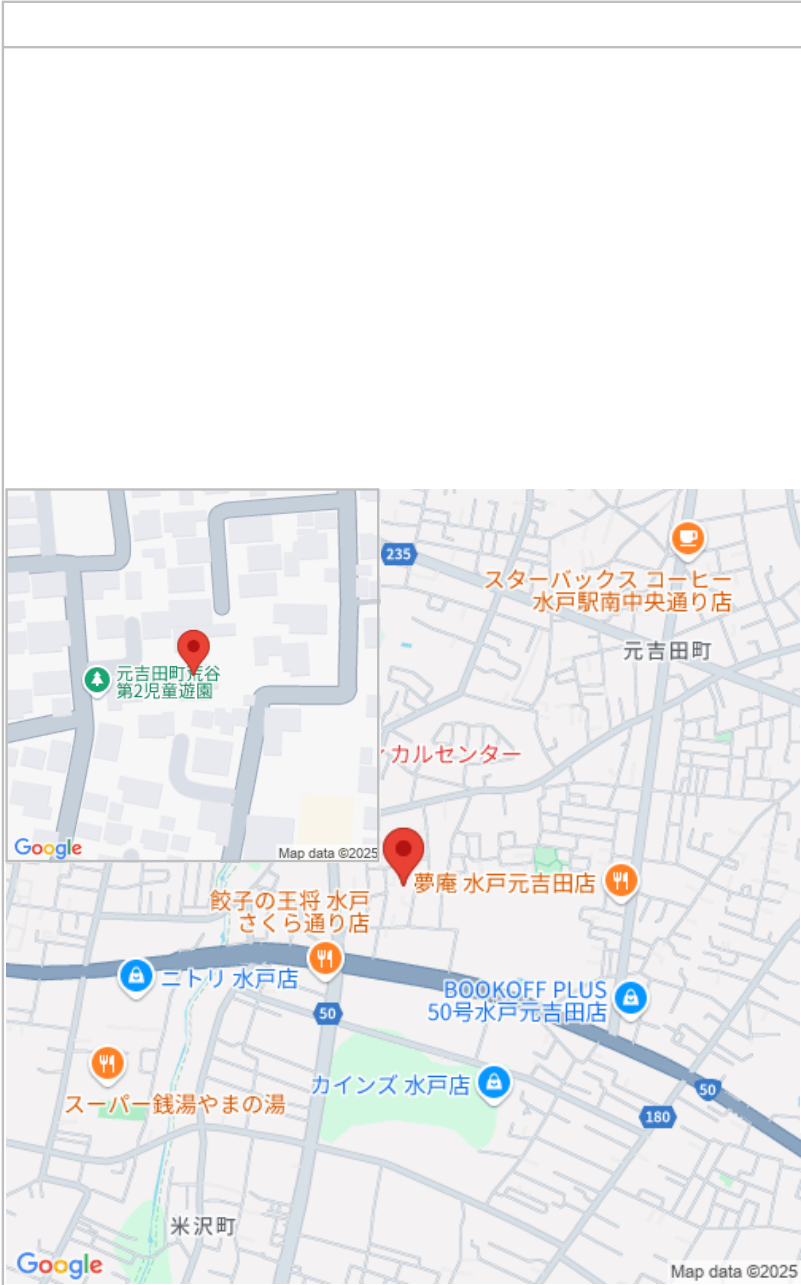 235
スターバックス コーヒー
水戸駅南中央通り店
元吉田町
元吉田町荒谷
第2児童遊園
カルセンター
Google
Map data ©2025
夢庵 水戸元吉田店
餃子の王将 水戸
さくら通り店
ニトリ 水戸店
BOOKOFF PLUS
50号水戸元吉田店
50
カインズ 水戸店
スーパー銭湯やまの湯
50
180
米沢町
Google
Map data ©2025